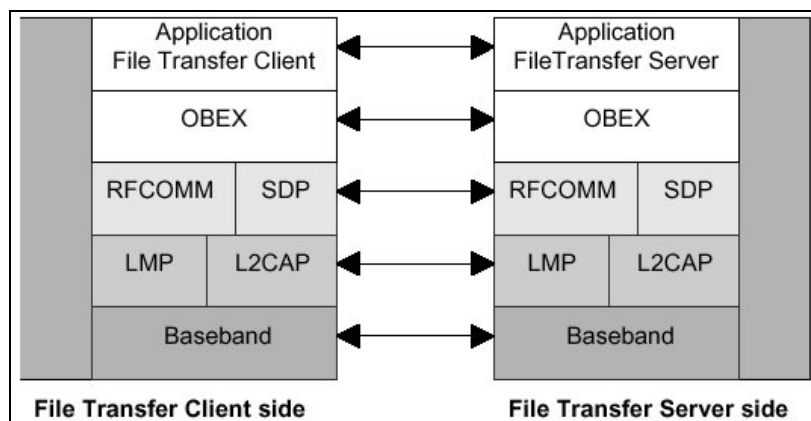 Application
File Transfer Client
OBEX
RFCOMM SDP
LMP L2CAP
Baseband
File Transfer Client side
Application
FileTransfer Server
OBEX
RFCOMM SDP
LMP L2CAP
Baseband
File Transfer Server side